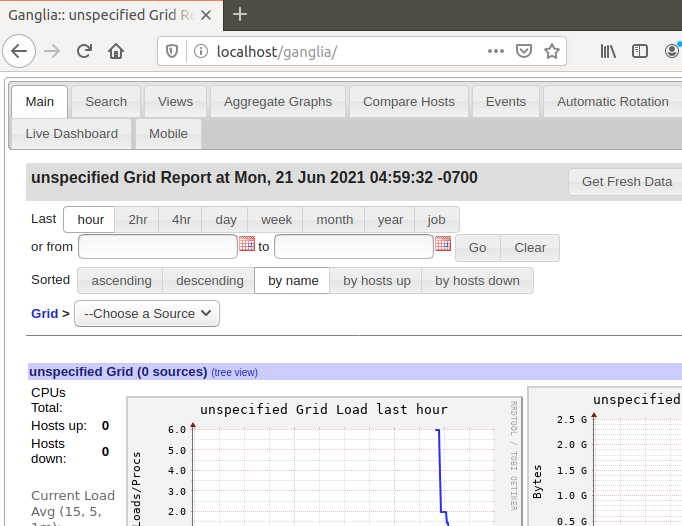 Ganglia:: unspecified Grid Re
localhost/ganglia/
Main Search Views Aggregate Graphs Compare Hosts Events Automatic Rotation
Live Dashboard Mobile
unspecified Grid Report at Mon, 21 Jun 2021 04:59:32 -0700
Get Fresh Data
Last hour 2hr 4hr day week month year job
or from to Go Clear
Sorted ascending descending by name by hosts up by hosts down
Grid > --Choose a Source
unspecified Grid (0 sources) (tree view)
CPUs
Total:
Hosts up: 0
Hosts
down: 0
Current Load
Avg (15, 5,
1m):
unspecified Grid Load last hour
RRDTOOL / TOBI OETIKER
Loads/Procs
6.0
5.0
4.0
3.0
2.0
unspecified
Bytes
2.5 G
2.0 G
1.5 G
1.0 G
0.5 G